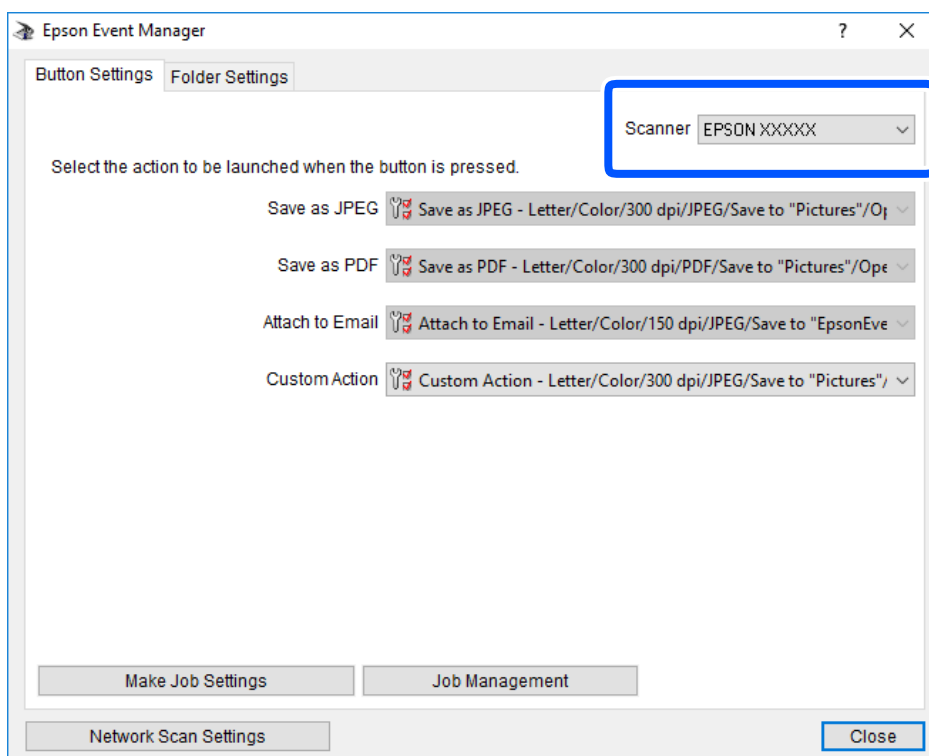 Epson Event Manager
Button Settings Folder Settings
Scanner EPSON XXXXX
Select the action to be launched when the button is pressed.
Save as JPEG Save as JPEG - Letter/Color/300 dpi/JPEG/Save to "Pictures"/
Save as PDF Save as PDF - Letter/Color/300 dpi/PDF/Save to "Pictures"/Ope
Attach to Email Attach to Email - Letter/Color/150 dpi/JPEG/Save to "EpsonEve
Custom Action Custom Action - Letter/Color/300 dpi/JPEG/Save to "Pictures"/
Make Job Settings Job Management
Network Scan Settings Close